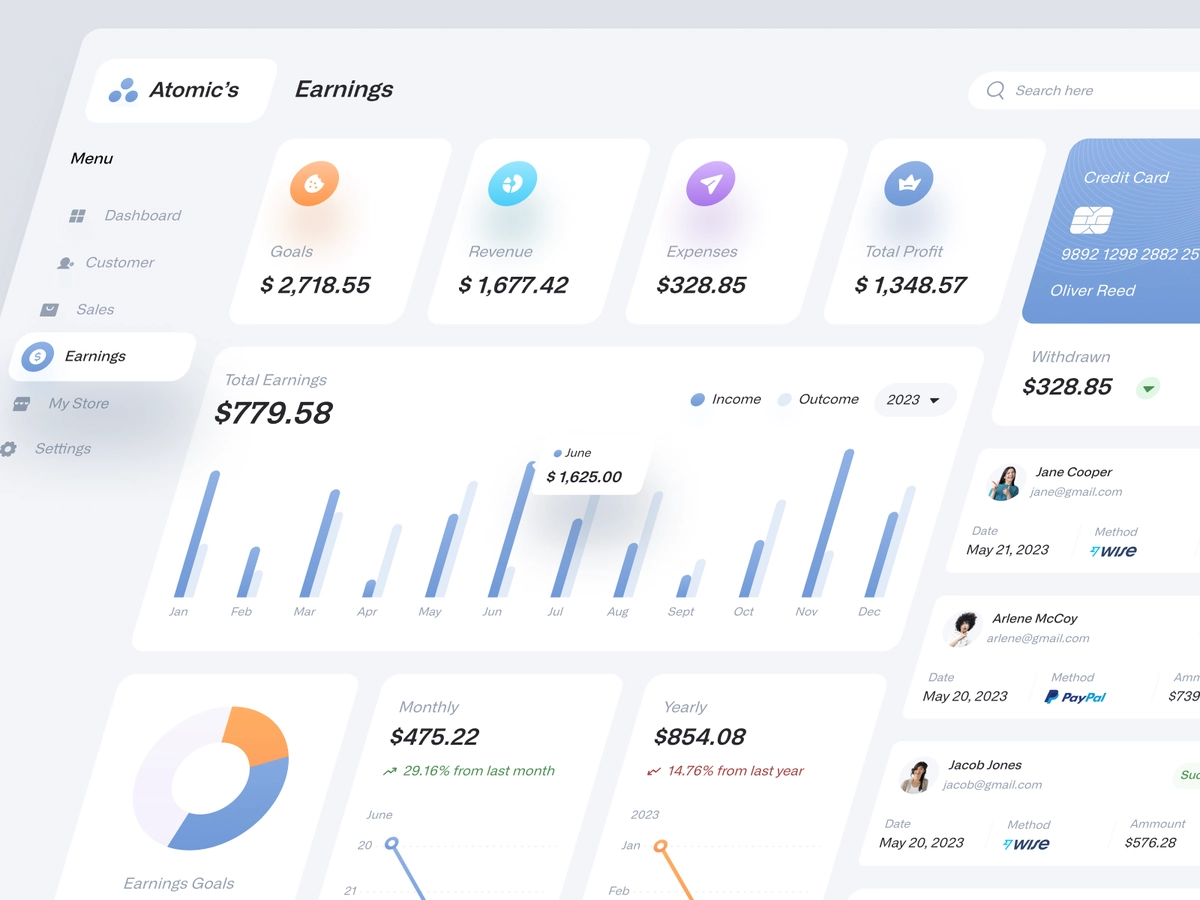 Atomic's
Earnings
Search here
Menu
Dashboard
Customer
Sales
Earnings
My Store
Settings
Goals
$ 2,718.55
Revenue
$ 1,677.42
Expenses
$328.85
Total Profit
$ 1,348.57
Credit Card
9892 1298 2882 25
Oliver Reed
Withdrawn
$328.85
Total Earnings
$779.58
Income
Outcome
2023
June
$ 1,625.00
Jan Feb Mar Apr May Jun Jul Aug Sept Oct Nov Dec
Jane Cooper
jane@gmail.com
Date Method
May 21, 2023 wise
Arlene McCoy
arlene@gmail.com
Date Method Amm
May 20, 2023 PayPal $739
Jacob Jones
jacob@gmail.com
Suc
Date Method Ammount
May 20, 2023 wise $576.28
Earnings Goals
Monthly
$475.22
29.16% from last month
June
20
21
Yearly
$854.08
14.76% from last year
2023
Jan
Feb